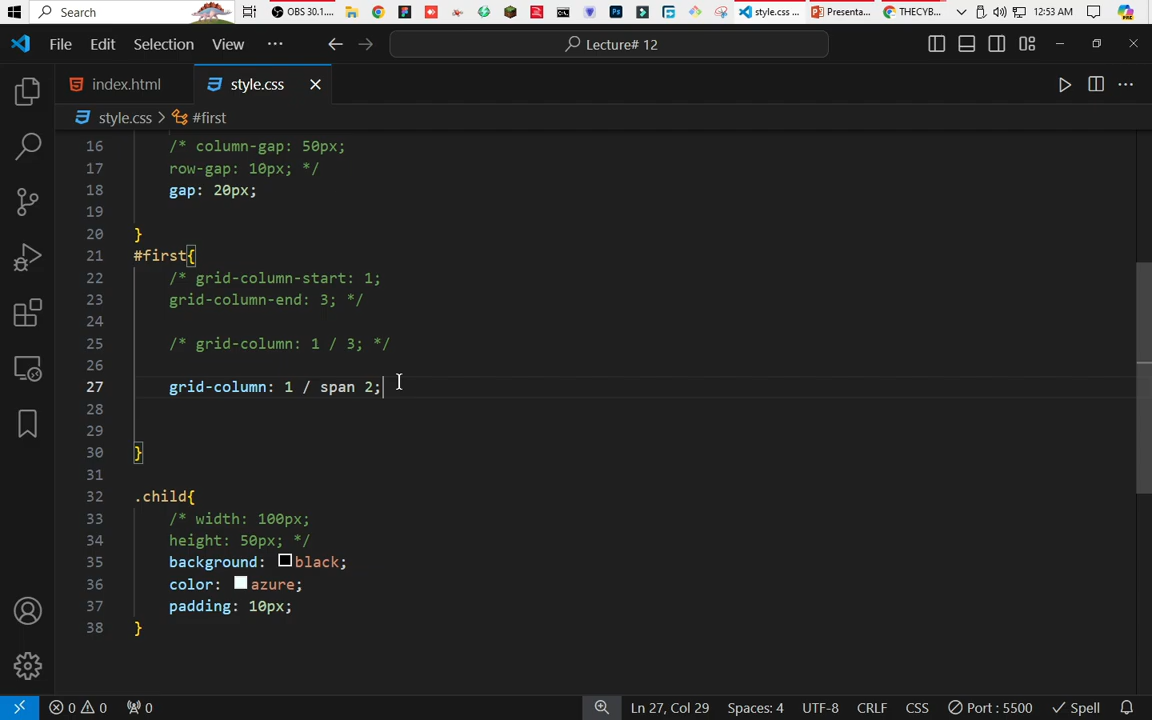 Search
OBS 30.1....
style.css ...
Presenta...
THECYB...
12:53 AM
PRE
File Edit Selection View ...
Lecture# 12
index.html
style.css
style.css > #first
16 /* column-gap: 50px;
17 row-gap: 10px; */
18 gap: 20px;
19
20 }
21 #first{
22 /* grid-column-start: 1;
23 grid-column-end: 3; */
24
25 /* grid-column: 1 / 3; */
26
27 grid-column: 1 / span 2;
28
29
30 }
31
32 .child{
33 /* width: 100px;
34 height: 50px; */
35 background: black;
36 color: azure;
37 padding: 10px;
38 }
0 0 0 Ln 27, Col 29 Spaces: 4 UTF-8 CRLF CSS Port : 5500 Spell